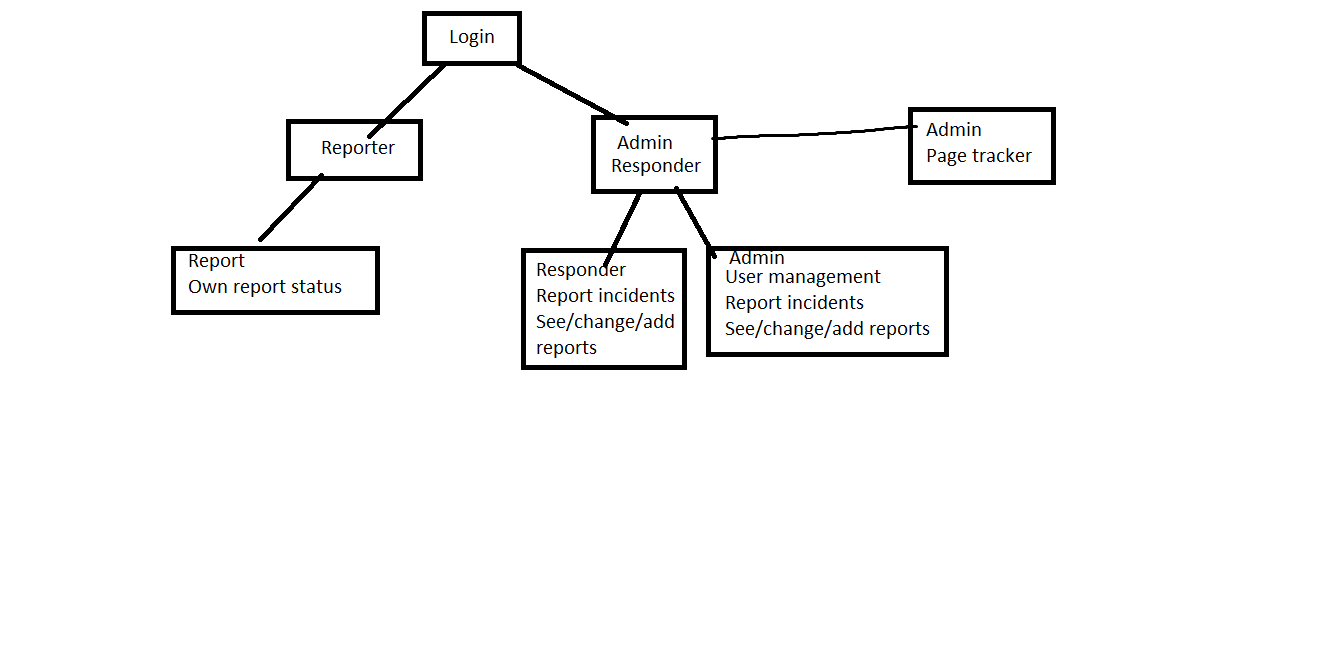 Login
Reporter
Admin
Responder
Admin
Page tracker
Report
Own report status
Responder
Report incidents
See/change/add
reports
Admin
User management
Report incidents
See/change/add reports